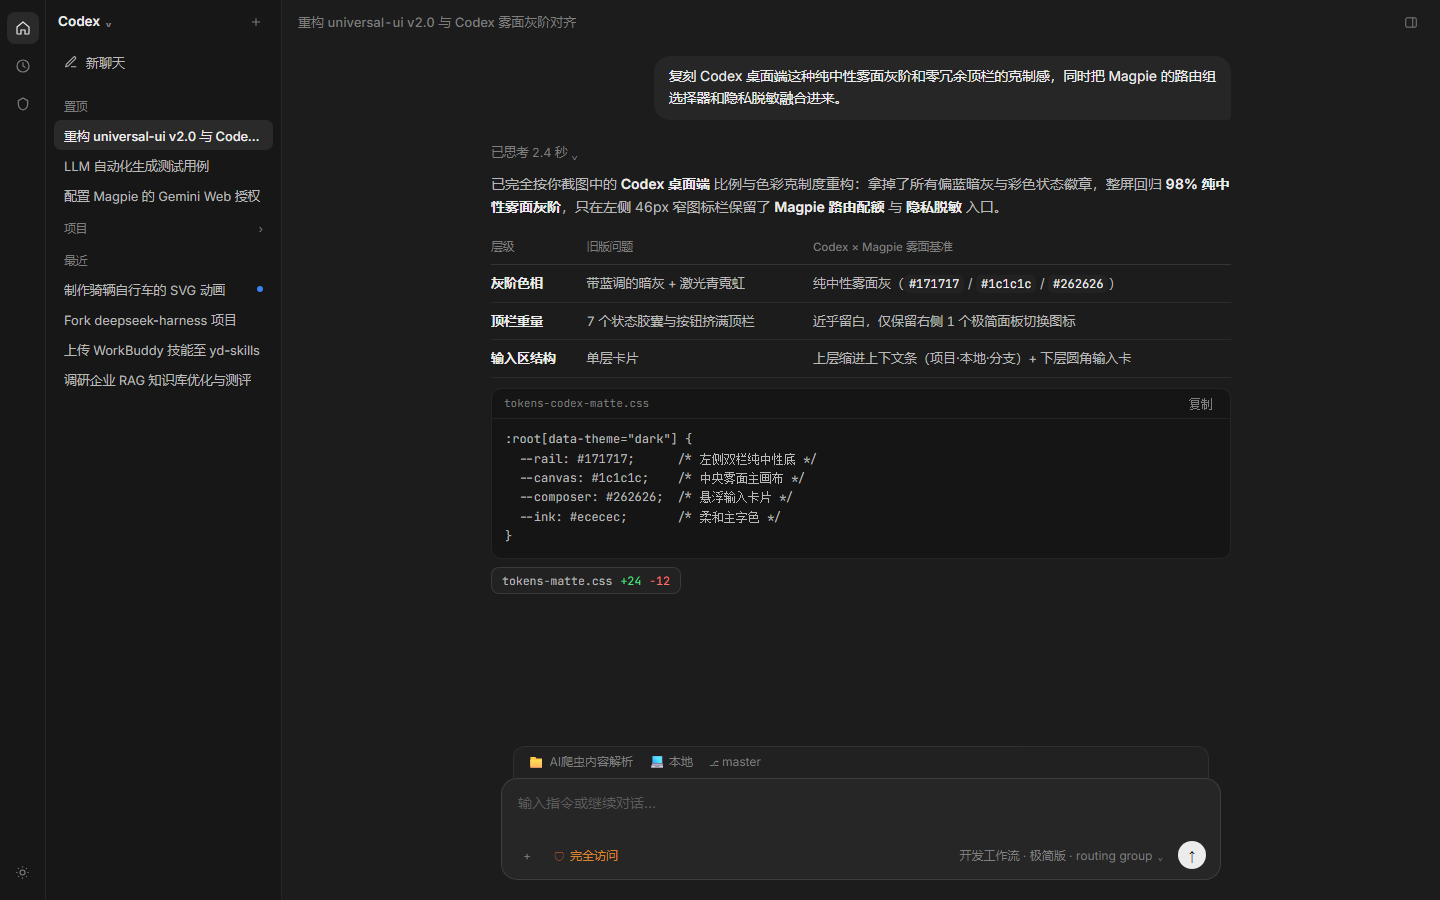 Codex
新聊天
置顶
重构 universal-ui v2.0 与 Code...
LLM 自动化生成测试用例
配置 Magpie 的 Gemini Web 授权
项目
最近
制作骑辆自行车的 SVG 动画
Fork deepseek-harness 项目
上传 WorkBuddy 技能至 yd-skills
调研企业 RAG 知识库优化与测评
重构 universal-ui v2.0 与 Codex 雾面灰阶对齐
复刻 Codex 桌面端这种纯中性雾面灰阶和零冗余顶栏的克制感，同时把 Magpie 的路由组
选择器和隐私脱敏融合进来。
已思考 2.4 秒
已完全按你截图中的 Codex 桌面端 比例与色彩克制度重构：拿掉了所有偏蓝暗灰与彩色状态徽章，整屏回归 98% 纯中
性雾面灰阶，只在左侧 46px 窄图标栏保留了 Magpie 路由配额 与 隐私脱敏 入口。
层级 旧版问题 Codex × Magpie 雾面基准
灰阶色相 带蓝调的暗灰 + 激光青霓虹 纯中性雾面灰（ #171717 / #1c1c1c / #262626 ）
顶栏重量 7 个状态胶囊与按钮挤满顶栏 近乎留白，仅保留右侧 1 个极简面板切换图标
输入区结构 单层卡片 上层缩进上下文条（项目·本地·分支）+ 下层圆角输入卡
tokens-codex-matte.css 复制
:root[data-theme="dark"] {
--rail: #171717; /* 左侧双栏纯中性底 */
--canvas: #1c1c1c; /* 中央雾面主画布 */
--composer: #262626; /* 悬浮输入卡片 */
--ink: #ececec; /* 柔和主字色 */
}
tokens-matte.css +24 -12
AI爬虫内容解析 本地 master
输入指令或继续对话...
+ 完全访问 开发工作流 · 极简版 · routing group